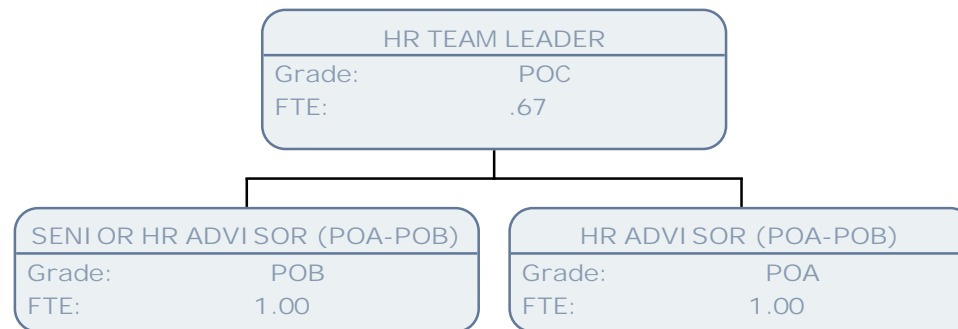 HR TEAM LEADER
Grade: POC
FTE: .67
SENIOR HR ADVISOR (POA-POB)
Grade: POB
FTE: 1.00
HR ADVISOR (POA-POB)
Grade: POA
FTE: 1.00